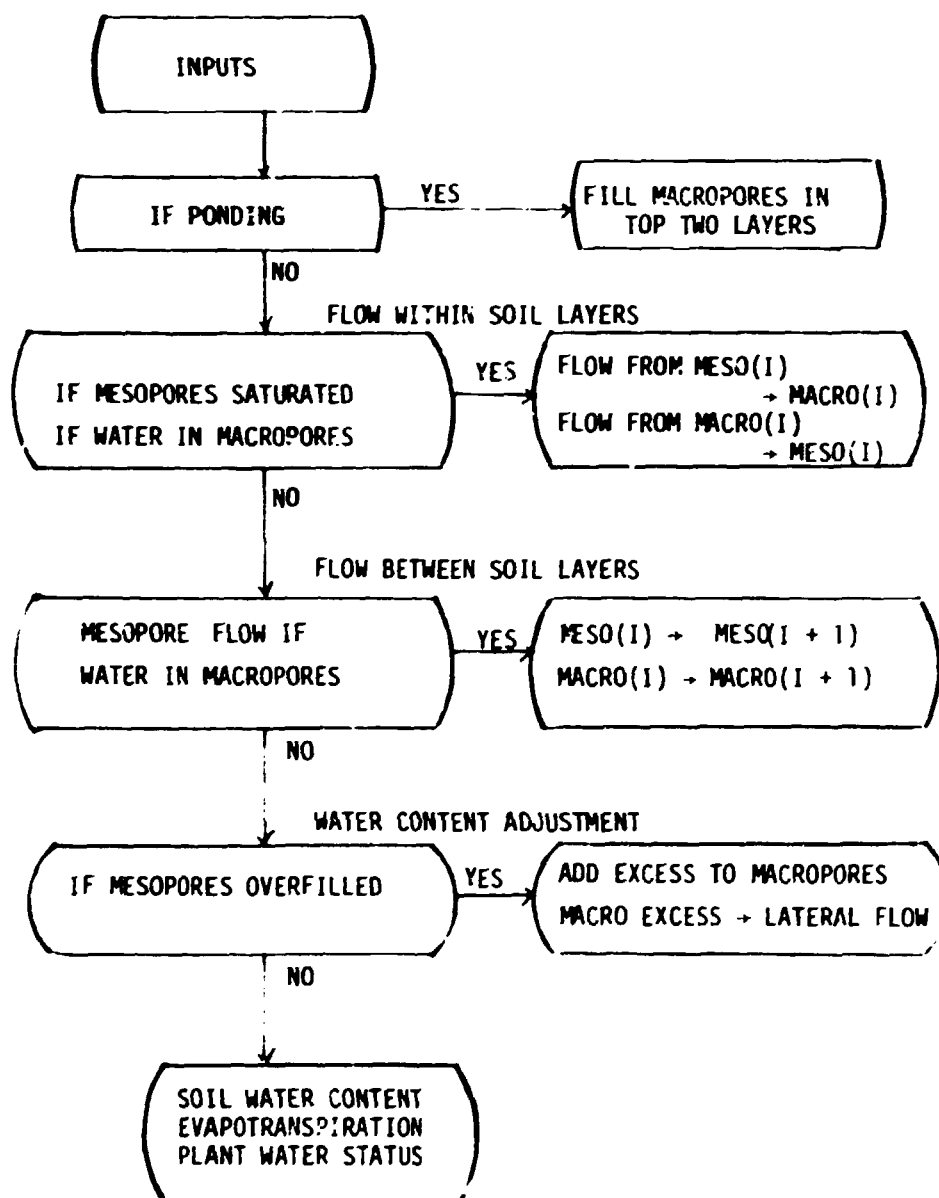 INPUTS
IF PONDING
YES
FILL MACROPORES IN
TOP TWO LAYERS
NO
FLOW WITHIN SOIL LAYERS
IF MESOPORES SATURATED
IF WATER IN MACROPORES
YES
FLOW FROM MESO(I)
→ MACRO(I)
FLOW FROM MACRO(I)
→ MESO(I)
NO
FLOW BETWEEN SOIL LAYERS
MESOPORE FLOW IF
WATER IN MACROPORES
YES
MESO(I) → MESO(I + 1)
MACRO(I) → MACRO(I + 1)
NO
WATER CONTENT ADJUSTMENT
IF MESOPORES OVERFILLED
YES
ADD EXCESS TO MACROPORES
MACRO EXCESS → LATERAL FLOW
NO
SOIL WATER CONTENT
EVAPOTRANSPIRATION
PLANT WATER STATUS